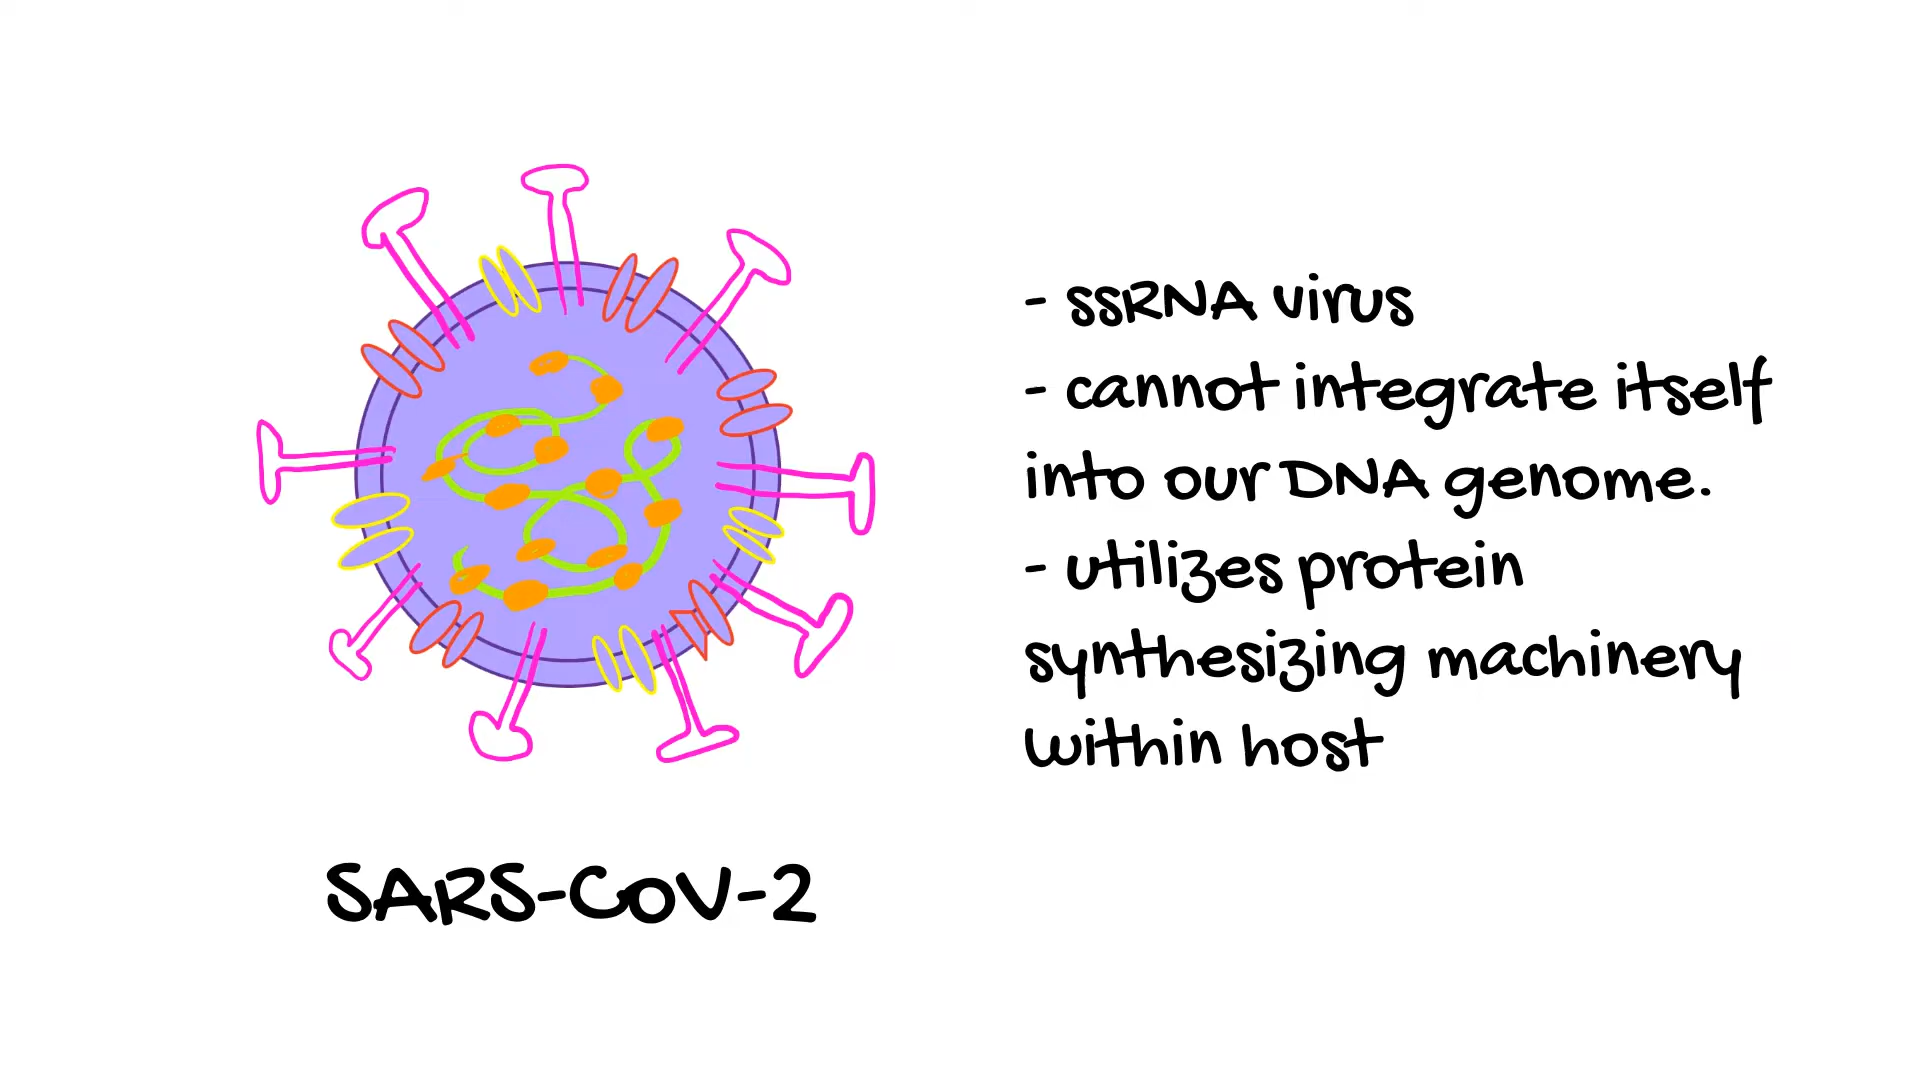 - ssRNA virus
- cannot integrate itself
into our DNA genome.
- utilizes protein
synthesizing machinery
within host
SARS-CoV-2